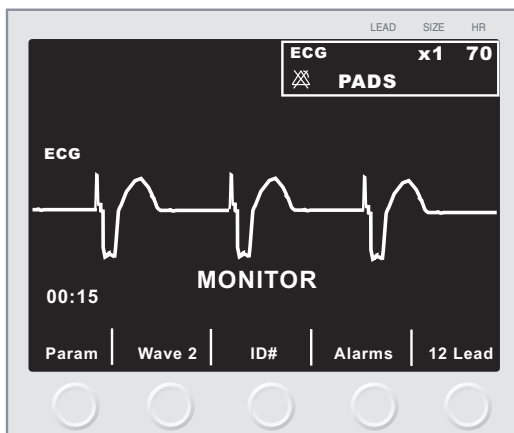 LEAD SIZE HR
ECG x1 70
PADS
ECG
MONITOR
00:15
Param Wave 2 ID# Alarms 12 Lead